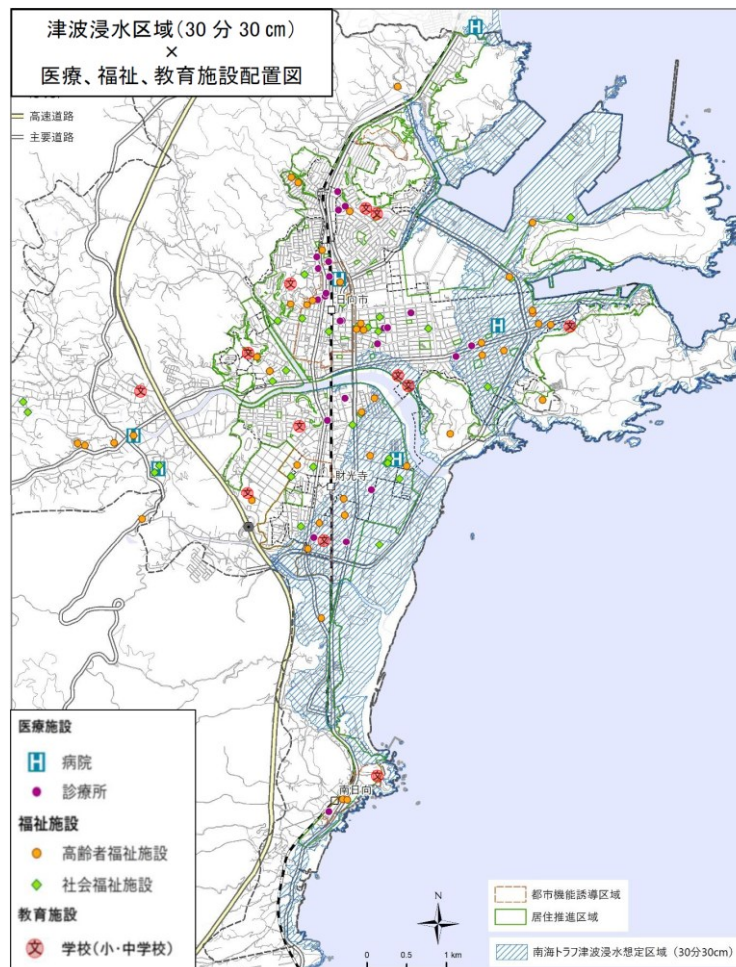 津波浸水区域(30分30cm)
×
医療、福祉、教育施設配置図
高速道路
主要道路
日向市
財光寺
南日向
医療施設
H 病院
診療所
福祉施設
高齢者福祉施設
社会福祉施設
教育施設
文 学校(小・中学校)
N
0 0.5 1 km
都市機能誘導区域
居住推進区域
南海トラフ津波浸水想定区域 (30分30cm)